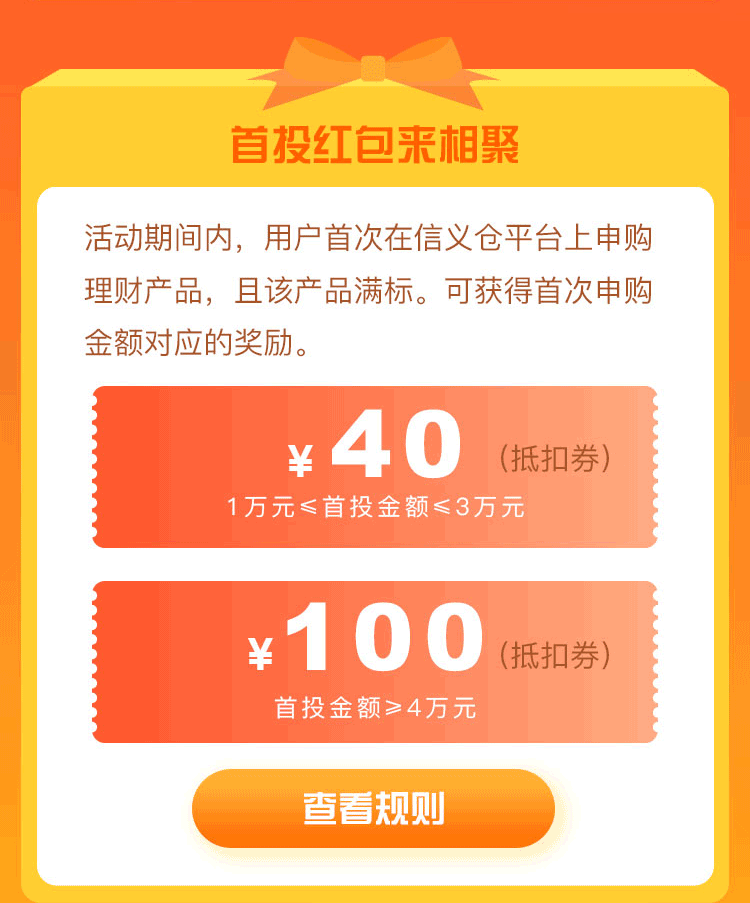 首投红包来相聚
活动期间内，用户首次在信义仓平台上申购
理财产品，且该产品满标。可获得首次申购
金额对应的奖励。
¥40（抵扣券）
1万元≤首投金额≤3万元
¥100（抵扣券）
首投金额≥4万元
查看规则